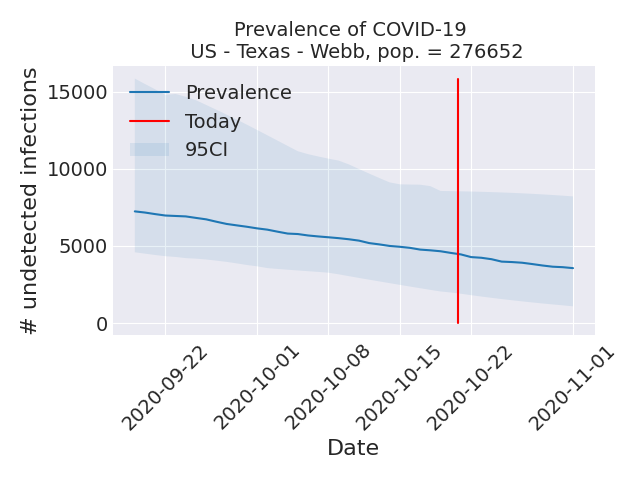 Prevalence of COVID-19
US - Texas - Webb, pop. = 276652
# undetected infections
15000
10000
5000
0
Prevalence
Today
95CI
2020-09-22
2020-10-01
2020-10-08
2020-10-15
2020-10-22
2020-11-01
Date